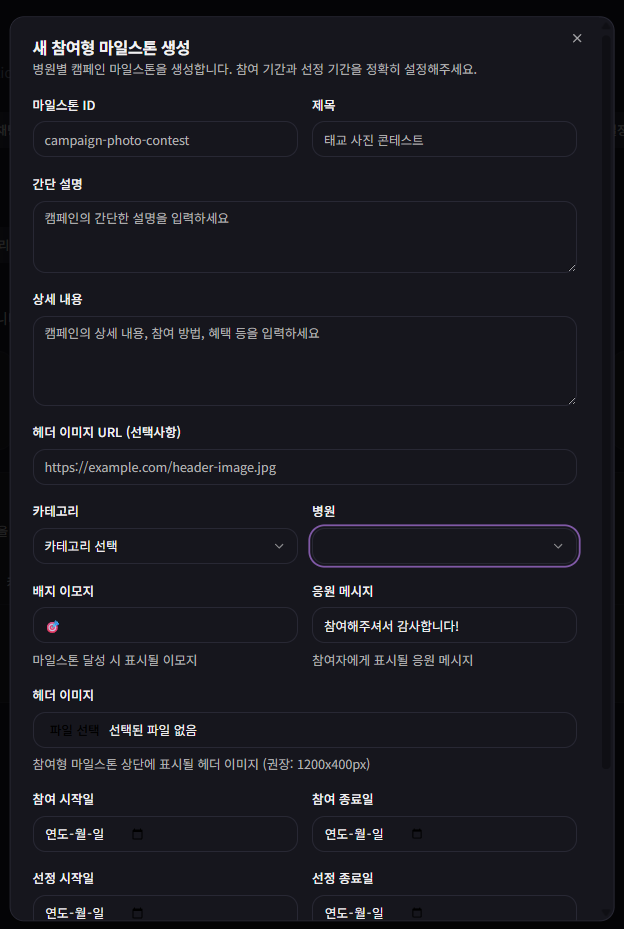 새 참여형 마일스톤 생성
병원별 캠페인 마일스톤을 생성합니다. 참여 기간과 선정 기간을 정확히 설정해주세요.
마일스톤 ID 제목
campaign-photo-contest 태교 사진 콘테스트
간단 설명
캠페인의 간단한 설명을 입력하세요
상세 내용
캠페인의 상세 내용, 참여 방법, 혜택 등을 입력하세요
헤더 이미지 URL (선택사항)
https://example.com/header-image.jpg
카테고리 병원
카테고리 선택
배지 이모지 응원 메시지
참여해주셔서 감사합니다!
마일스톤 달성 시 표시될 이모지 참여자에게 표시될 응원 메시지
헤더 이미지
파일 선택 선택된 파일 없음
참여형 마일스톤 상단에 표시될 헤더 이미지 (권장: 1200x400px)
참여 시작일 참여 종료일
연도-월-일 연도-월-일
선정 시작일 선정 종료일
연도-월-일 연도-월-일